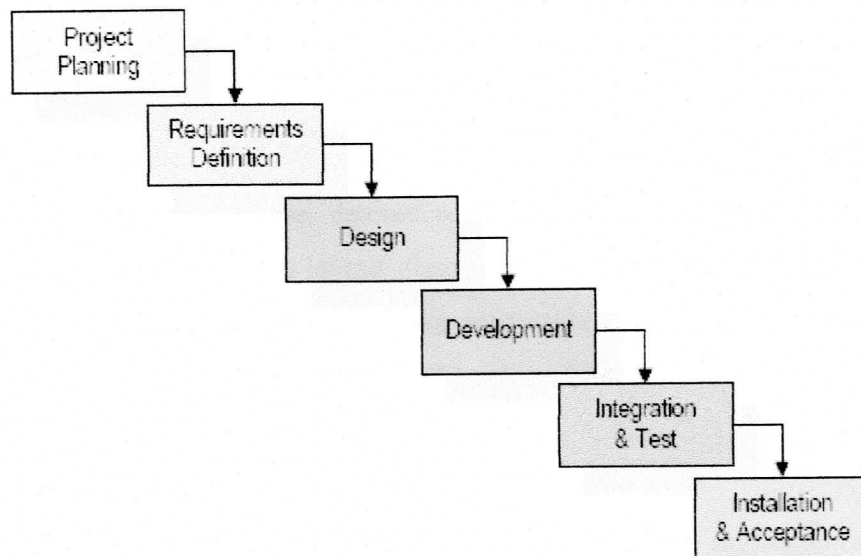 Project
Planning
Requirements
Definition
Design
Development
Integration
& Test
Installation
& Acceptance